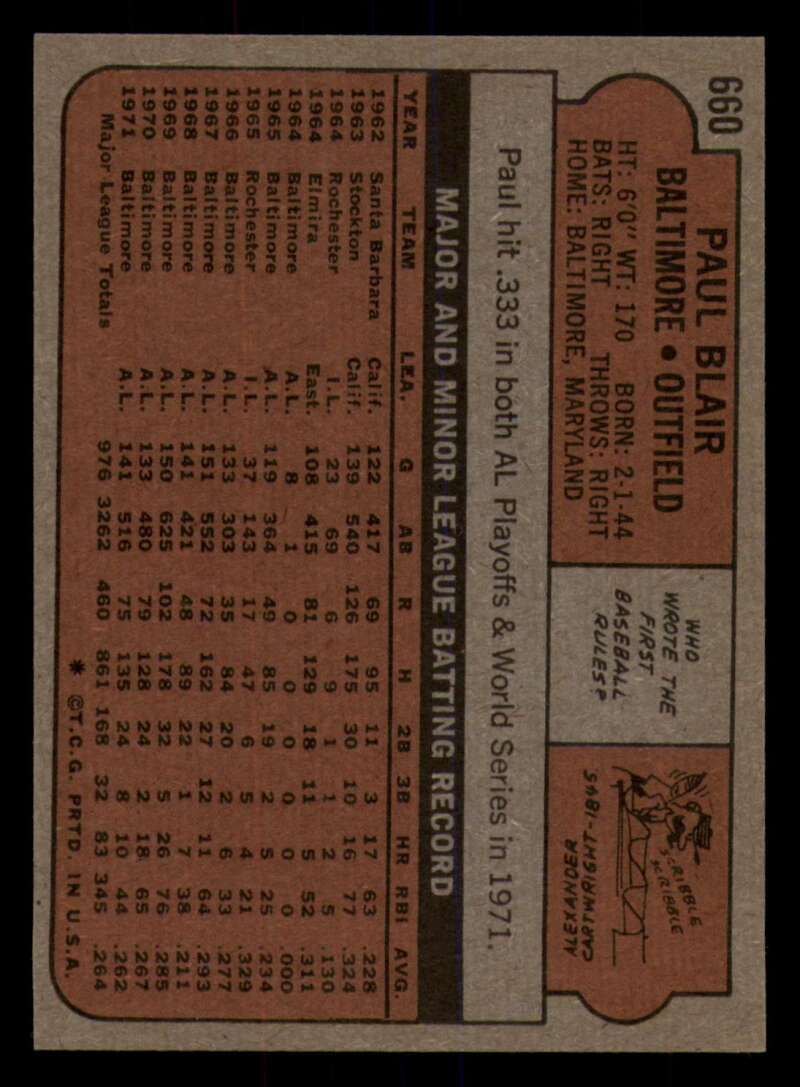 660
PAUL BLAIR
BALTIMORE • OUTFIELD
HT: 6'0" WT: 170 BORN: 2-1-44
BATS: RIGHT THROWS: RIGHT
HOME: BALTIMORE, MARYLAND
WHO
WROTE THE
FIRST
BASEBALL
RULES?
SCRIBBLE
SCRIBBLE
ALEXANDER
CARTWRIGHT-1845
Paul hit .333 in both AL Playoffs & World Series in 1971.
MAJOR AND MINOR LEAGUE BATTING RECORD
YEAR TEAM LEA. G AB R H 2B 3B HR RBI AVG.
1962 Santa Barbara Calif. 122 417 69 95 11 3 17 63 .228
1963 Stockton Calif. 139 540 126 175 30 10 16 77 .324
1964 Rochester I.L. 23 69 6 9 1 1 2 5 .130
1964 Elmira East. 108 415 81 129 18 11 5 52 .311
1964 Baltimore A.L. 8 1 0 0 0 0 0 0 .000
1965 Baltimore A.L. 119 364 49 85 19 2 5 25 .234
1965 Rochester I.L. 37 143 17 47 6 5 4 21 .329
1966 Baltimore A.L. 133 303 35 84 20 2 6 33 .277
1967 Baltimore A.L. 151 552 72 162 27 12 11 64 .293
1968 Baltimore A.L. 141 421 48 89 22 1 7 38 .211
1969 Baltimore A.L. 150 625 102 178 32 5 26 76 .285
1970 Baltimore A.L. 133 480 79 128 24 2 18 65 .267
1971 Baltimore A.L. 141 516 75 135 24 8 10 44 .262
Major League Totals 976 3262 460 861 168 32 83 345 .264
* ©T.C.G. PRTD. IN U.S.A.